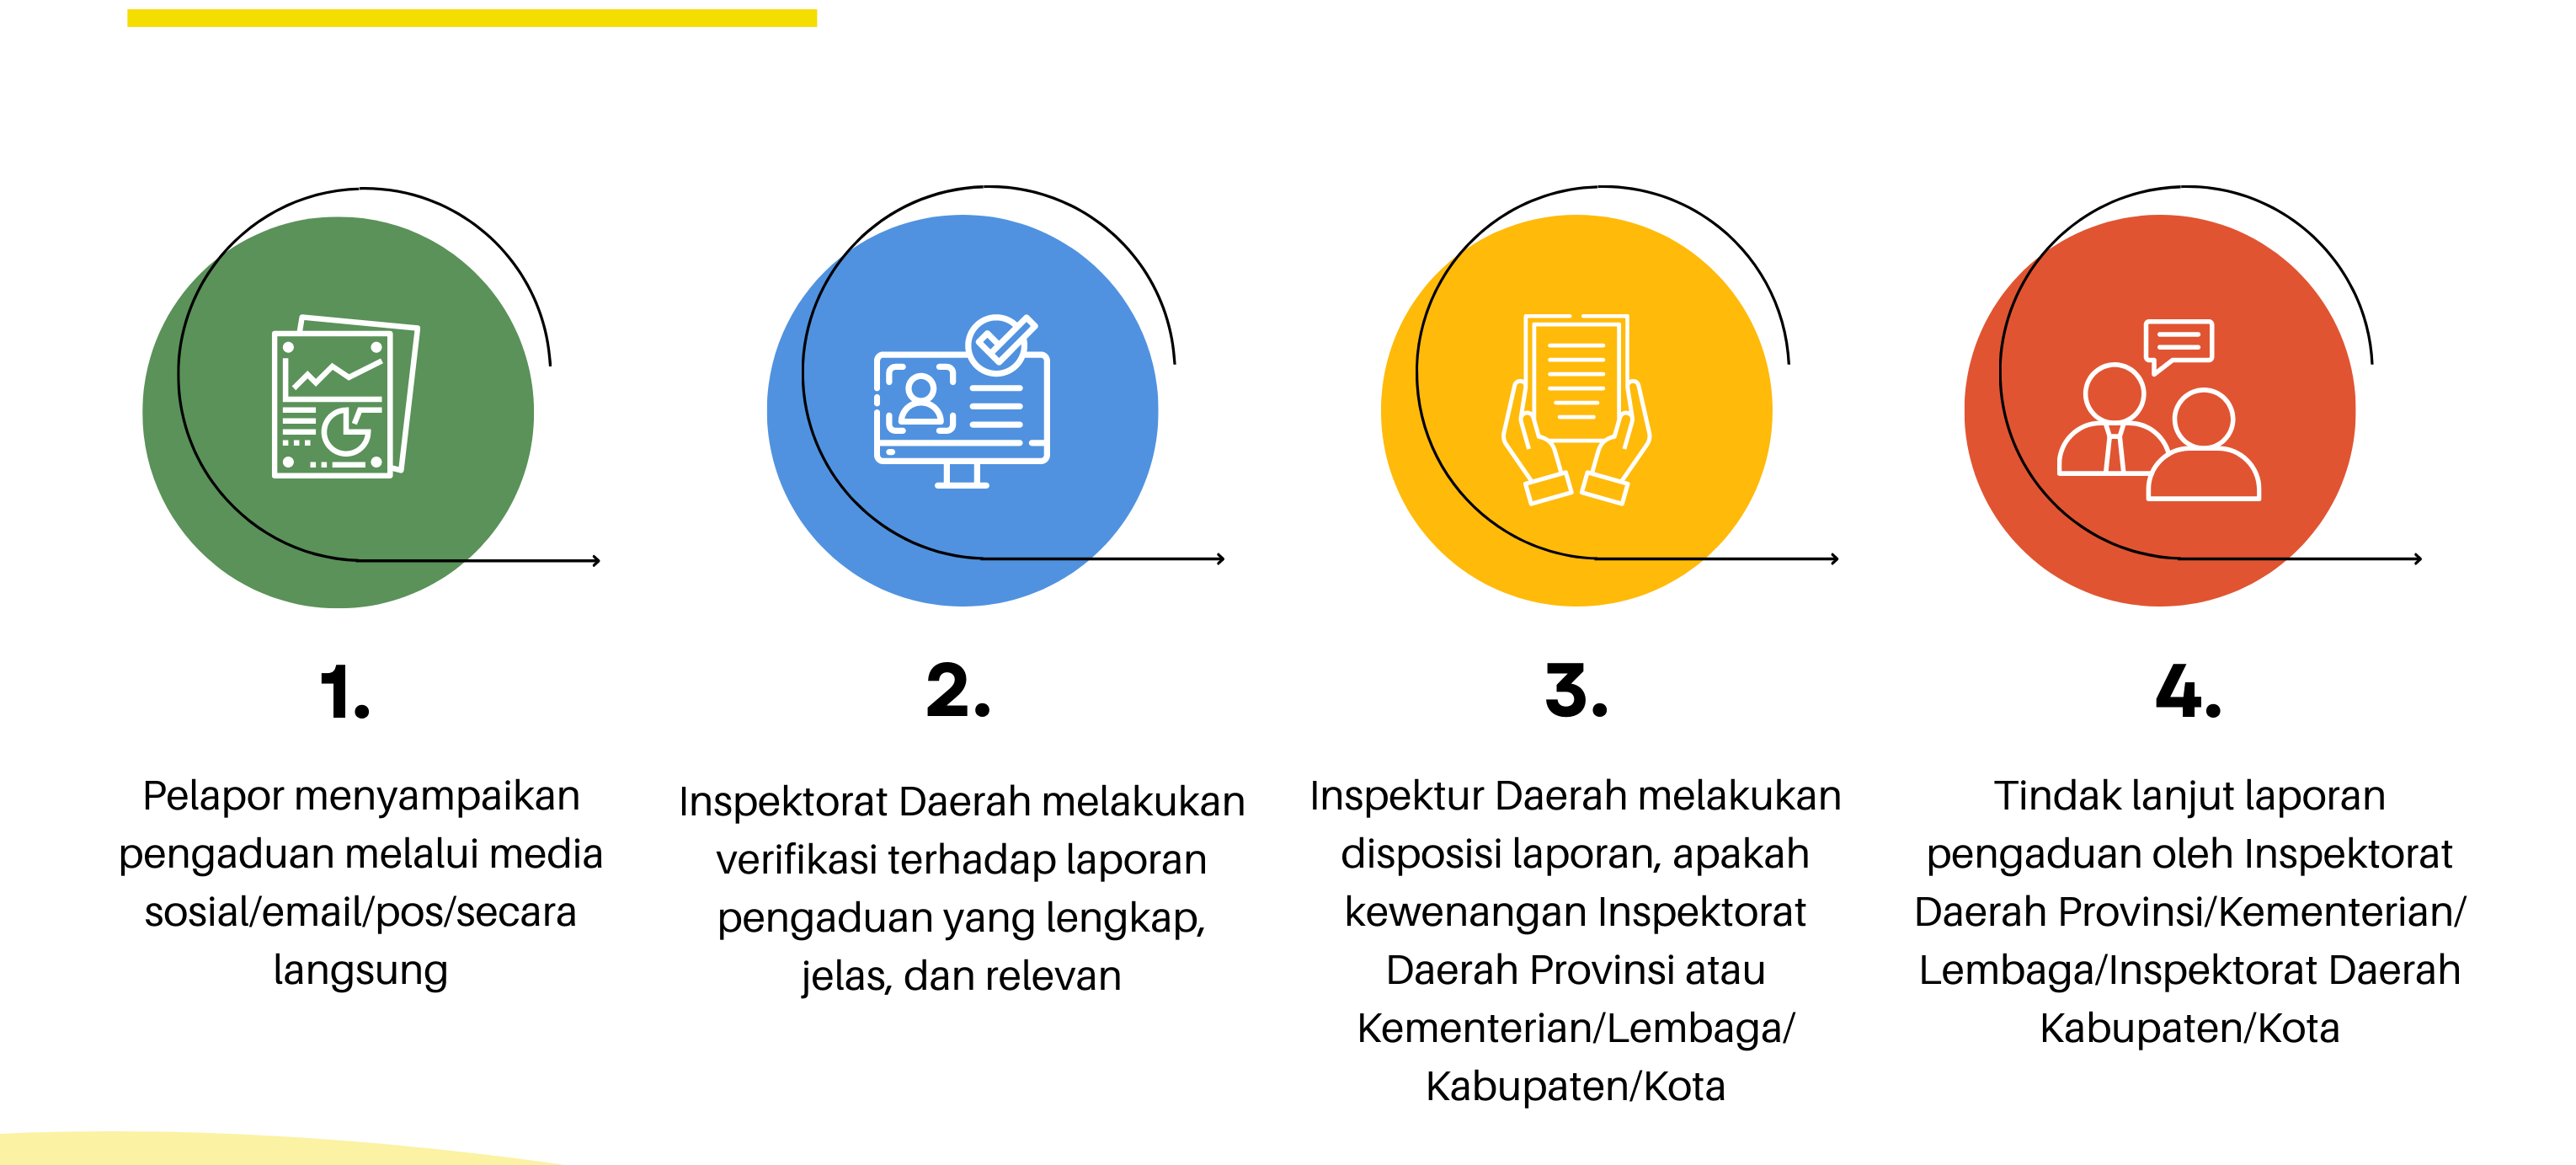 1.
Pelapor menyampaikan
pengaduan melalui media
sosial/email/pos/secara
langsung
2.
Inspektorat Daerah melakukan
verifikasi terhadap laporan
pengaduan yang lengkap,
jelas, dan relevan
3.
Inspektur Daerah melakukan
disposisi laporan, apakah
kewenangan Inspektorat
Daerah Provinsi atau
Kementerian/Lembaga/
Kabupaten/Kota
4.
Tindak lanjut laporan
pengaduan oleh Inspektorat
Daerah Provinsi/Kementerian/
Lembaga/Inspektorat Daerah
Kabupaten/Kota